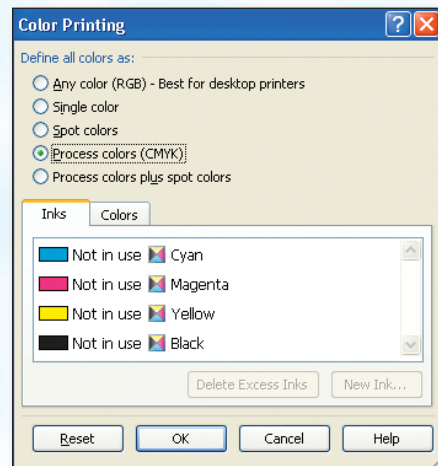 Color Printing
Define all colors as:
Any color (RGB) - Best for desktop printers
Single color
Spot colors
Process colors (CMYK)
Process colors plus spot colors
Inks Colors
Not in use Cyan
Not in use Magenta
Not in use Yellow
Not in use Black
Delete Excess Inks New Ink...
Reset OK Cancel Help